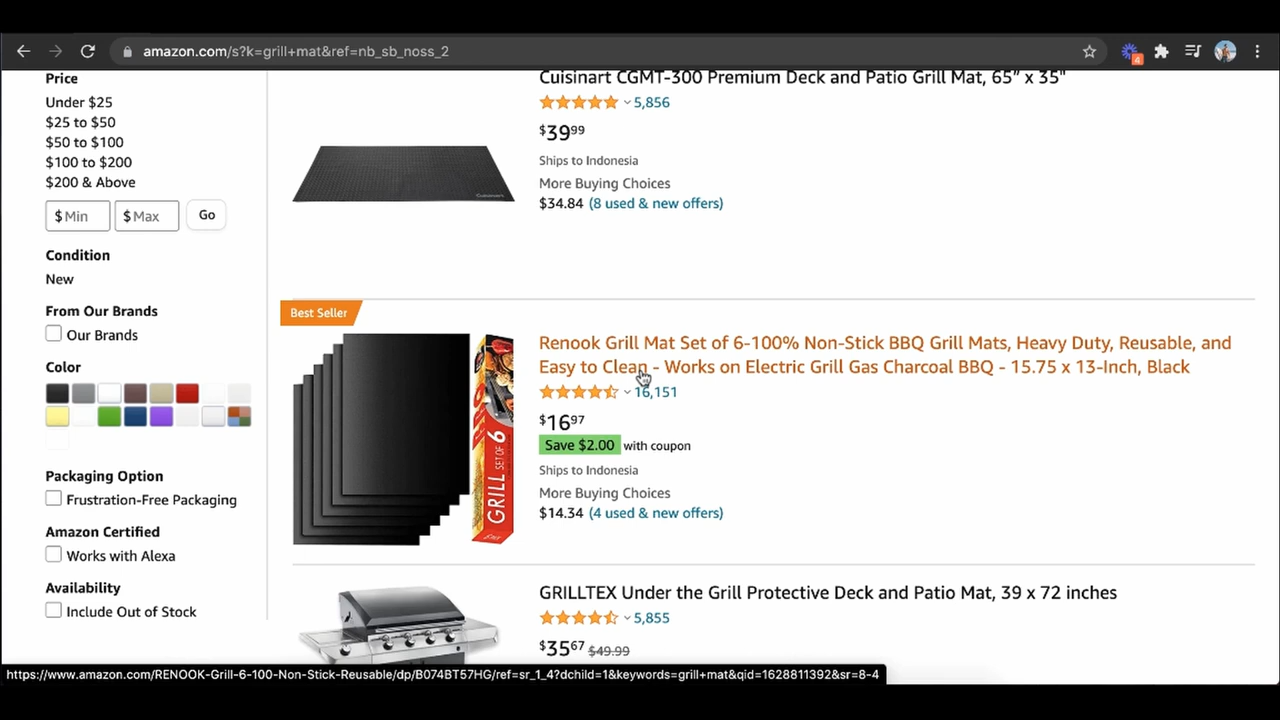 amazon.com/s?k=grill+mat&ref=nb_sb_noss_2
4
Price
Under $25
$25 to $50
$50 to $100
$100 to $200
$200 & Above
$ Min
$ Max
Go
Condition
New
From Our Brands
Our Brands
Color
Packaging Option
Frustration-Free Packaging
Amazon Certified
Works with Alexa
Availability
Include Out of Stock
Cuisinart CGMT-300 Premium Deck and Patio Grill Mat, 65” x 35"
5,856
$39.99
Ships to Indonesia
More Buying Choices
$34.84 (8 used & new offers)
Cuisinart
Best Seller
Renook Grill Mat Set of 6-100% Non-Stick BBQ Grill Mats, Heavy Duty, Reusable, and
Easy to Clean - Works on Electric Grill Gas Charcoal BBQ - 15.75 x 13-Inch, Black
16,151
$16.97
Save $2.00 with coupon
Ships to Indonesia
More Buying Choices
$14.34 (4 used & new offers)
GRILL SET OF 6
GRILLTEX Under the Grill Protective Deck and Patio Mat, 39 x 72 inches
5,855
$35.67 $49.99
https://www.amazon.com/RENOOK-Grill-6-100-Non-Stick-Reusable/dp/B074BT57HG/ref=sr_1_4?dchild=1&keywords=grill+mat&qid=1628811392&sr=8-4